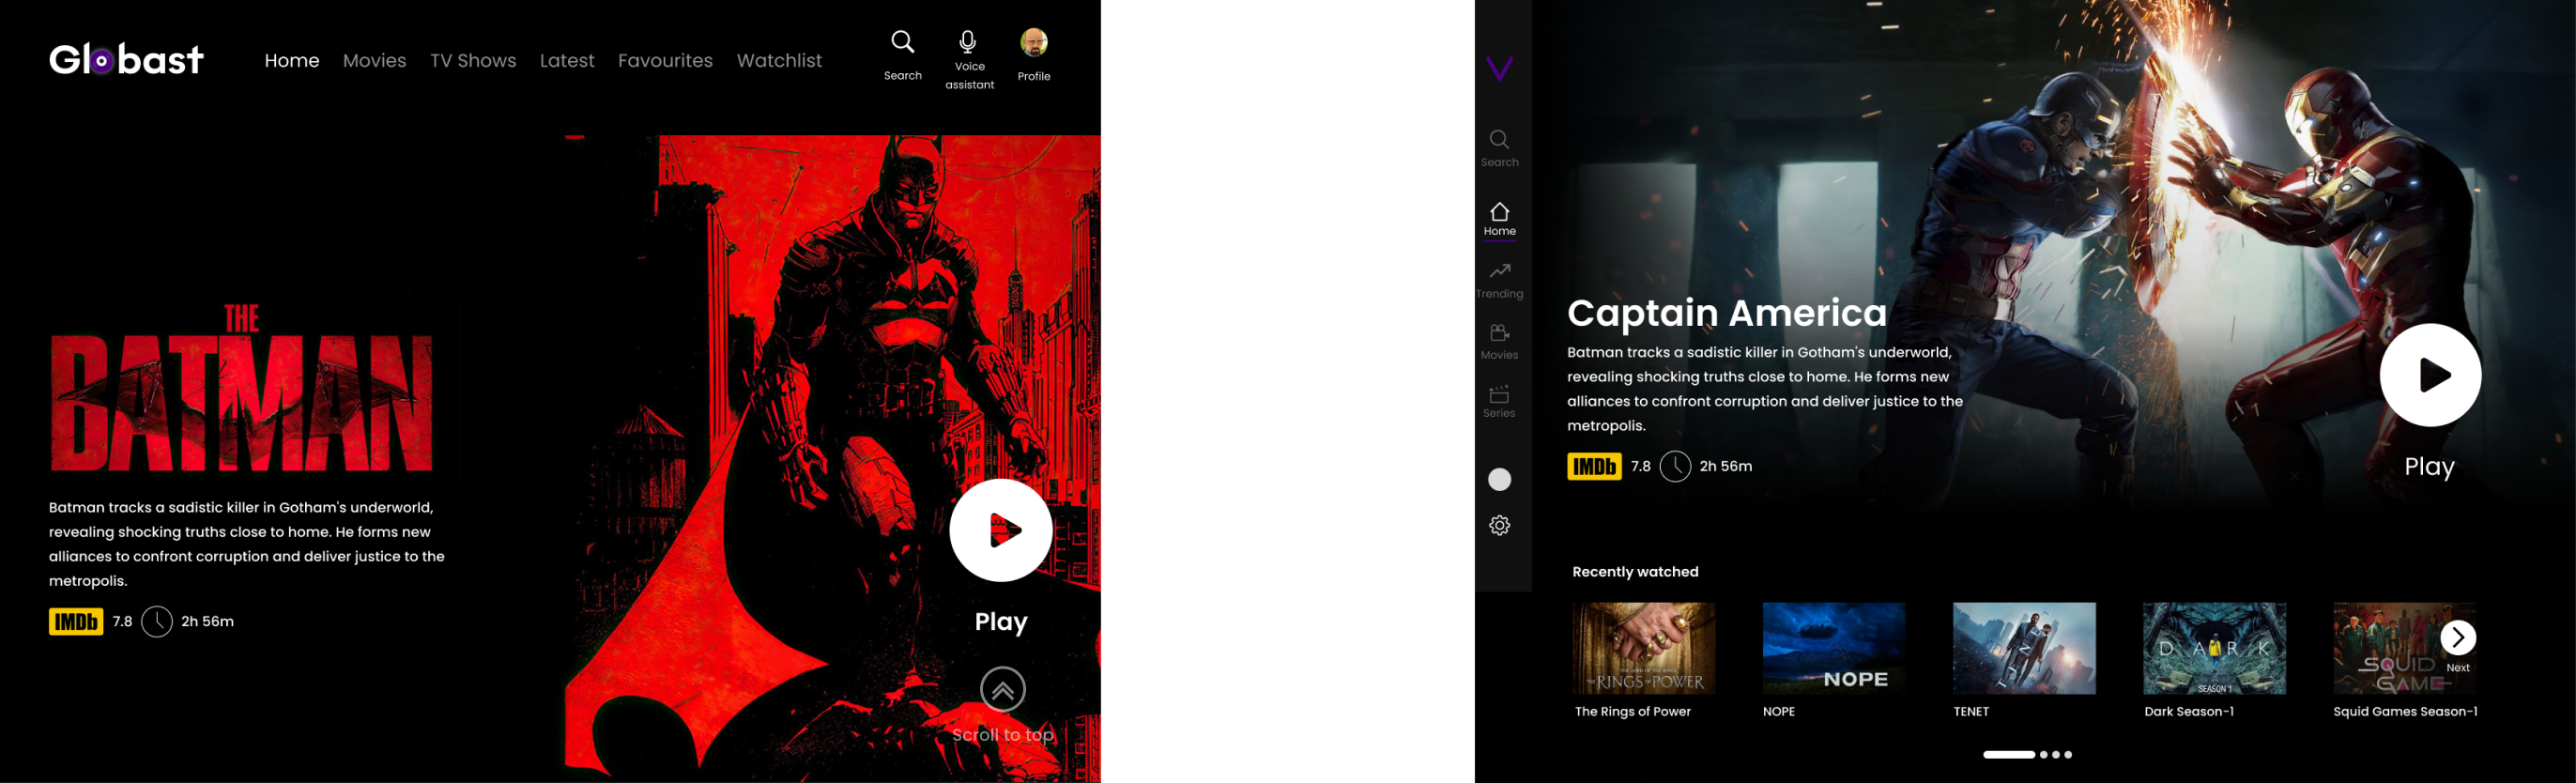 Globast
Home Movies TV Shows Latest Favourites Watchlist
Search
Voice
assistant
Profile
THE
BATMAN
Batman tracks a sadistic killer in Gotham's underworld,
revealing shocking truths close to home. He forms new
alliances to confront corruption and deliver justice to the
metropolis.
IMDb 7.8 2h 56m
Play
Scroll to top
Search
Home
Trending
Movies
Series
Captain America
Batman tracks a sadistic killer in Gotham's underworld,
revealing shocking truths close to home. He forms new
alliances to confront corruption and deliver justice to the
metropolis.
IMDb 7.8 2h 56m
Play
Recently watched
THE RINGS OF POWER
The Rings of Power
NOPE
NOPE
TENET
DARK
SEASON 1
Dark Season-1
SQUID
GAME
Next
Squid Games Season-1